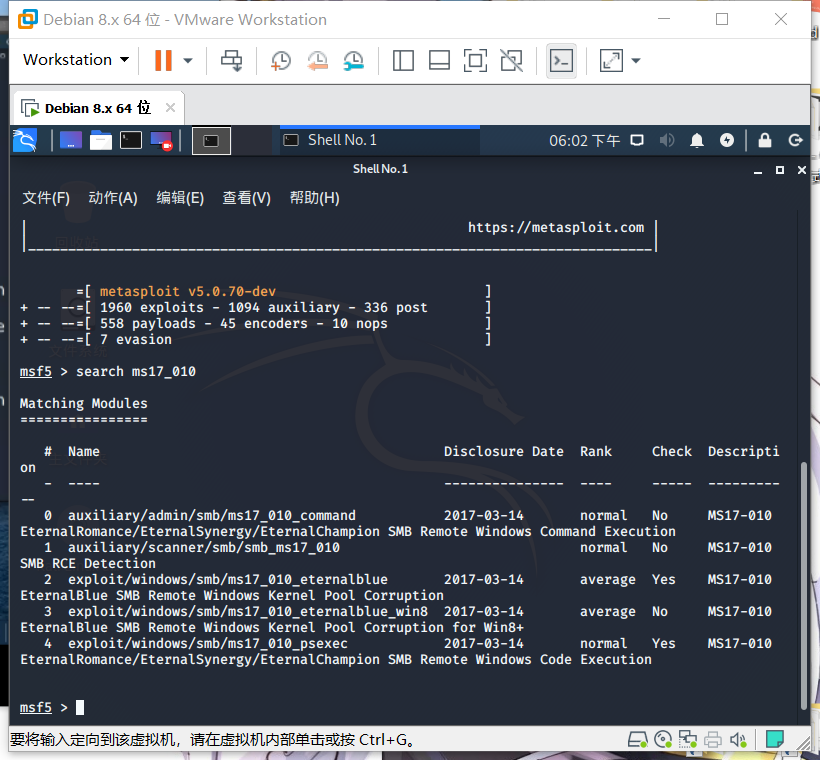 Debian 8.x 64 位 - VMware Workstation
Workstation
Debian 8.x 64 位
Shell No. 1
06:02 下午
Shell No. 1
文件(F) 动作(A) 编辑(E) 查看(V) 帮助(H)
| https://metasploit.com |
|______________________________________________________________________________|
=[ metasploit v5.0.70-dev ]
+ -- --=[ 1960 exploits - 1094 auxiliary - 336 post ]
+ -- --=[ 558 payloads - 45 encoders - 10 nops ]
+ -- --=[ 7 evasion ]
msf5 > search ms17_010
Matching Modules
================
# Name Disclosure Date Rank Check Descripti
on
- ---- --------------- ---- ----- ---------
--
0 auxiliary/admin/smb/ms17_010_command 2017-03-14 normal No MS17-010
EternalRomance/EternalSynergy/EternalChampion SMB Remote Windows Command Execution
1 auxiliary/scanner/smb/smb_ms17_010 normal No MS17-010
SMB RCE Detection
2 exploit/windows/smb/ms17_010_eternalblue 2017-03-14 average Yes MS17-010
EternalBlue SMB Remote Windows Kernel Pool Corruption
3 exploit/windows/smb/ms17_010_eternalblue_win8 2017-03-14 average No MS17-010
EternalBlue SMB Remote Windows Kernel Pool Corruption for Win8+
4 exploit/windows/smb/ms17_010_psexec 2017-03-14 normal Yes MS17-010
EternalRomance/EternalSynergy/EternalChampion SMB Remote Windows Code Execution
msf5 >
要将输入定向到该虚拟机，请在虚拟机内部单击或按 Ctrl+G。